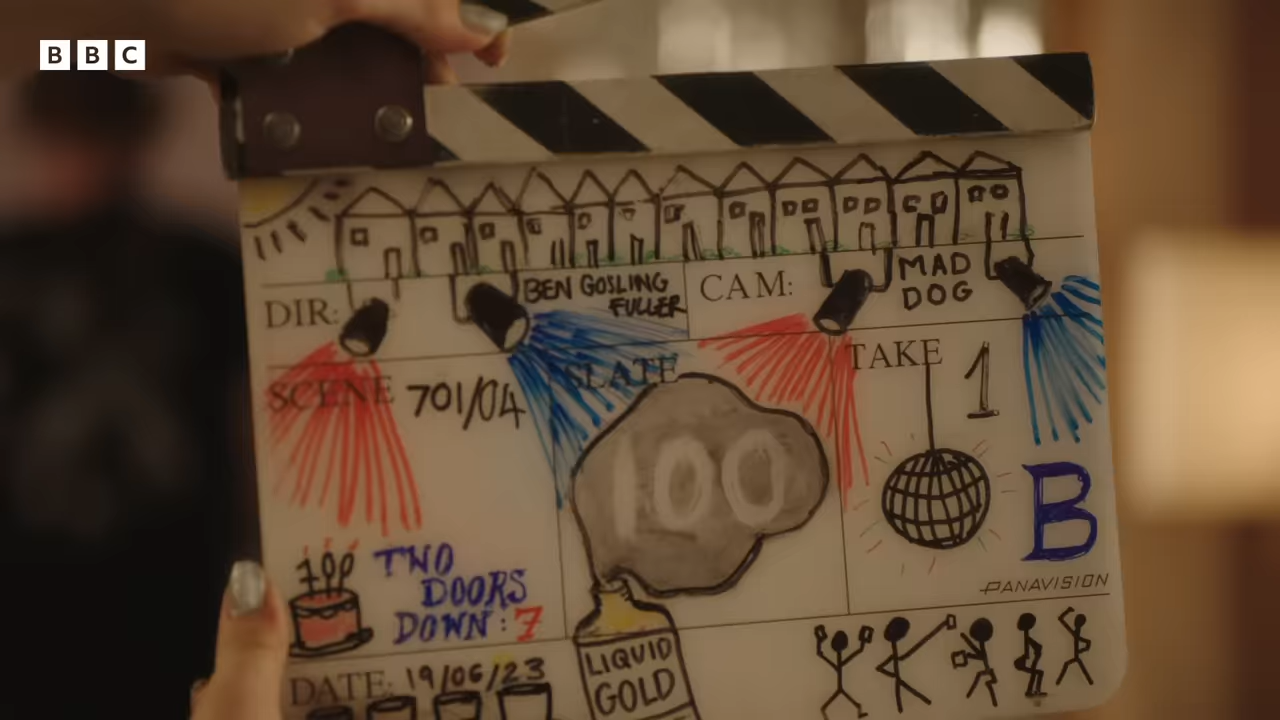 BBC
DIR: BEN GOSLING
FULLER
CAM: MAD
DOG
SCENE 701/04
SLATE
100
TAKE 1
B
PANAVISION
100
TWO
DOORS
DOWN: 7
DATE: 19/06/23
LIQUID
GOLD